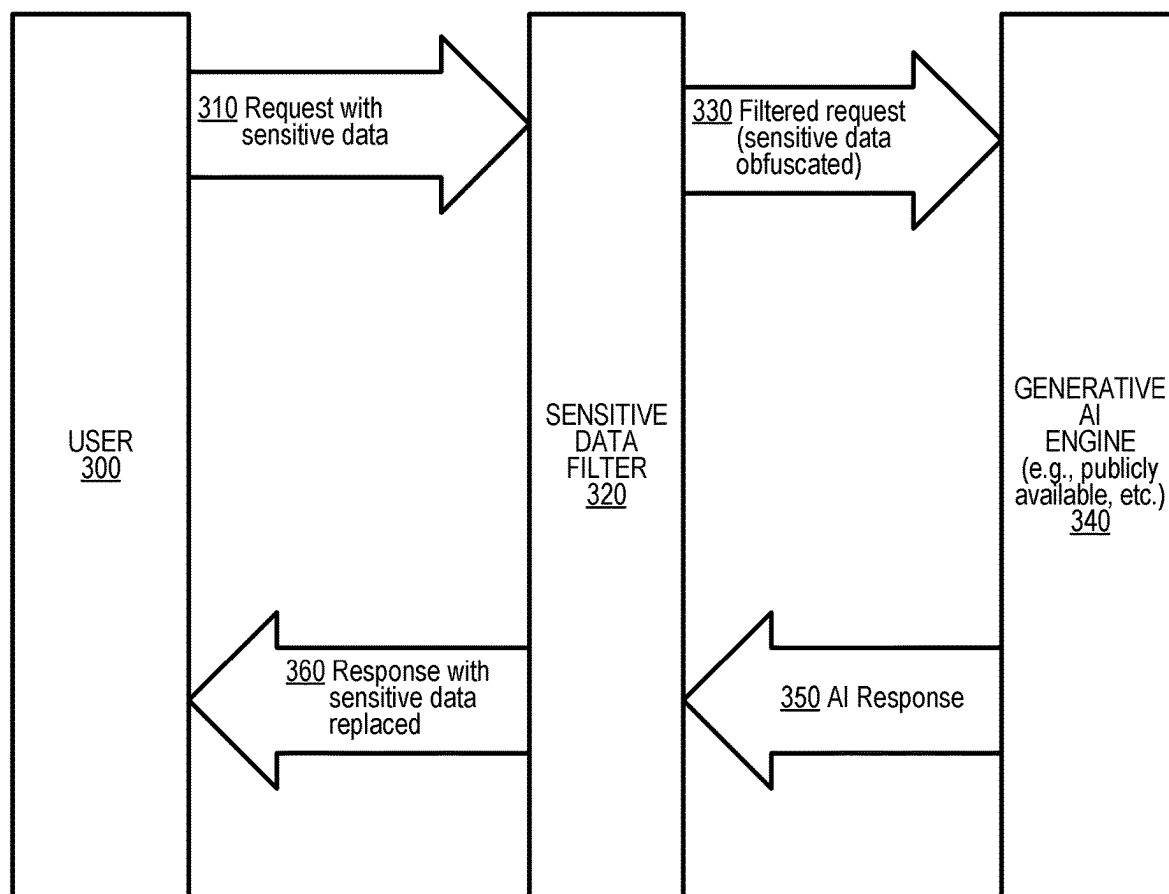 310 Request with
sensitive data
330 Filtered request
(sensitive data
obfuscated)
USER
300
SENSITIVE
DATA
FILTER
320
GENERATIVE
AI
ENGINE
(e.g., publicly
available, etc.)
340
360 Response with
sensitive data
replaced
350 AI Response